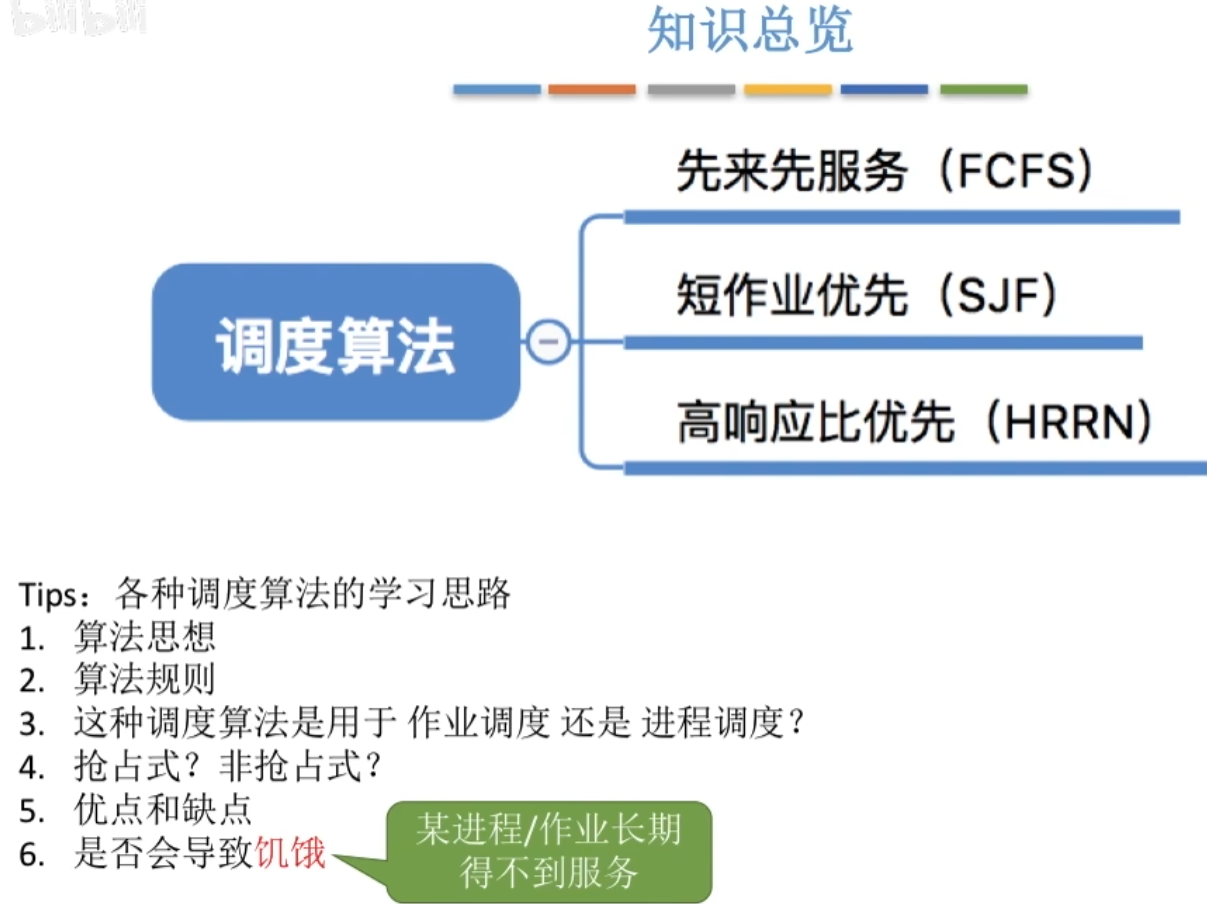 bilibili
知识总览
先来先服务（FCFS）
短作业优先（SJF）
调度算法
高响应比优先（HRRN）
Tips：各种调度算法的学习思路
1. 算法思想
2. 算法规则
3. 这种调度算法是用于 作业调度 还是 进程调度？
4. 抢占式？非抢占式？
5. 优点和缺点
6. 是否会导致饥饿
某进程/作业长期
得不到服务